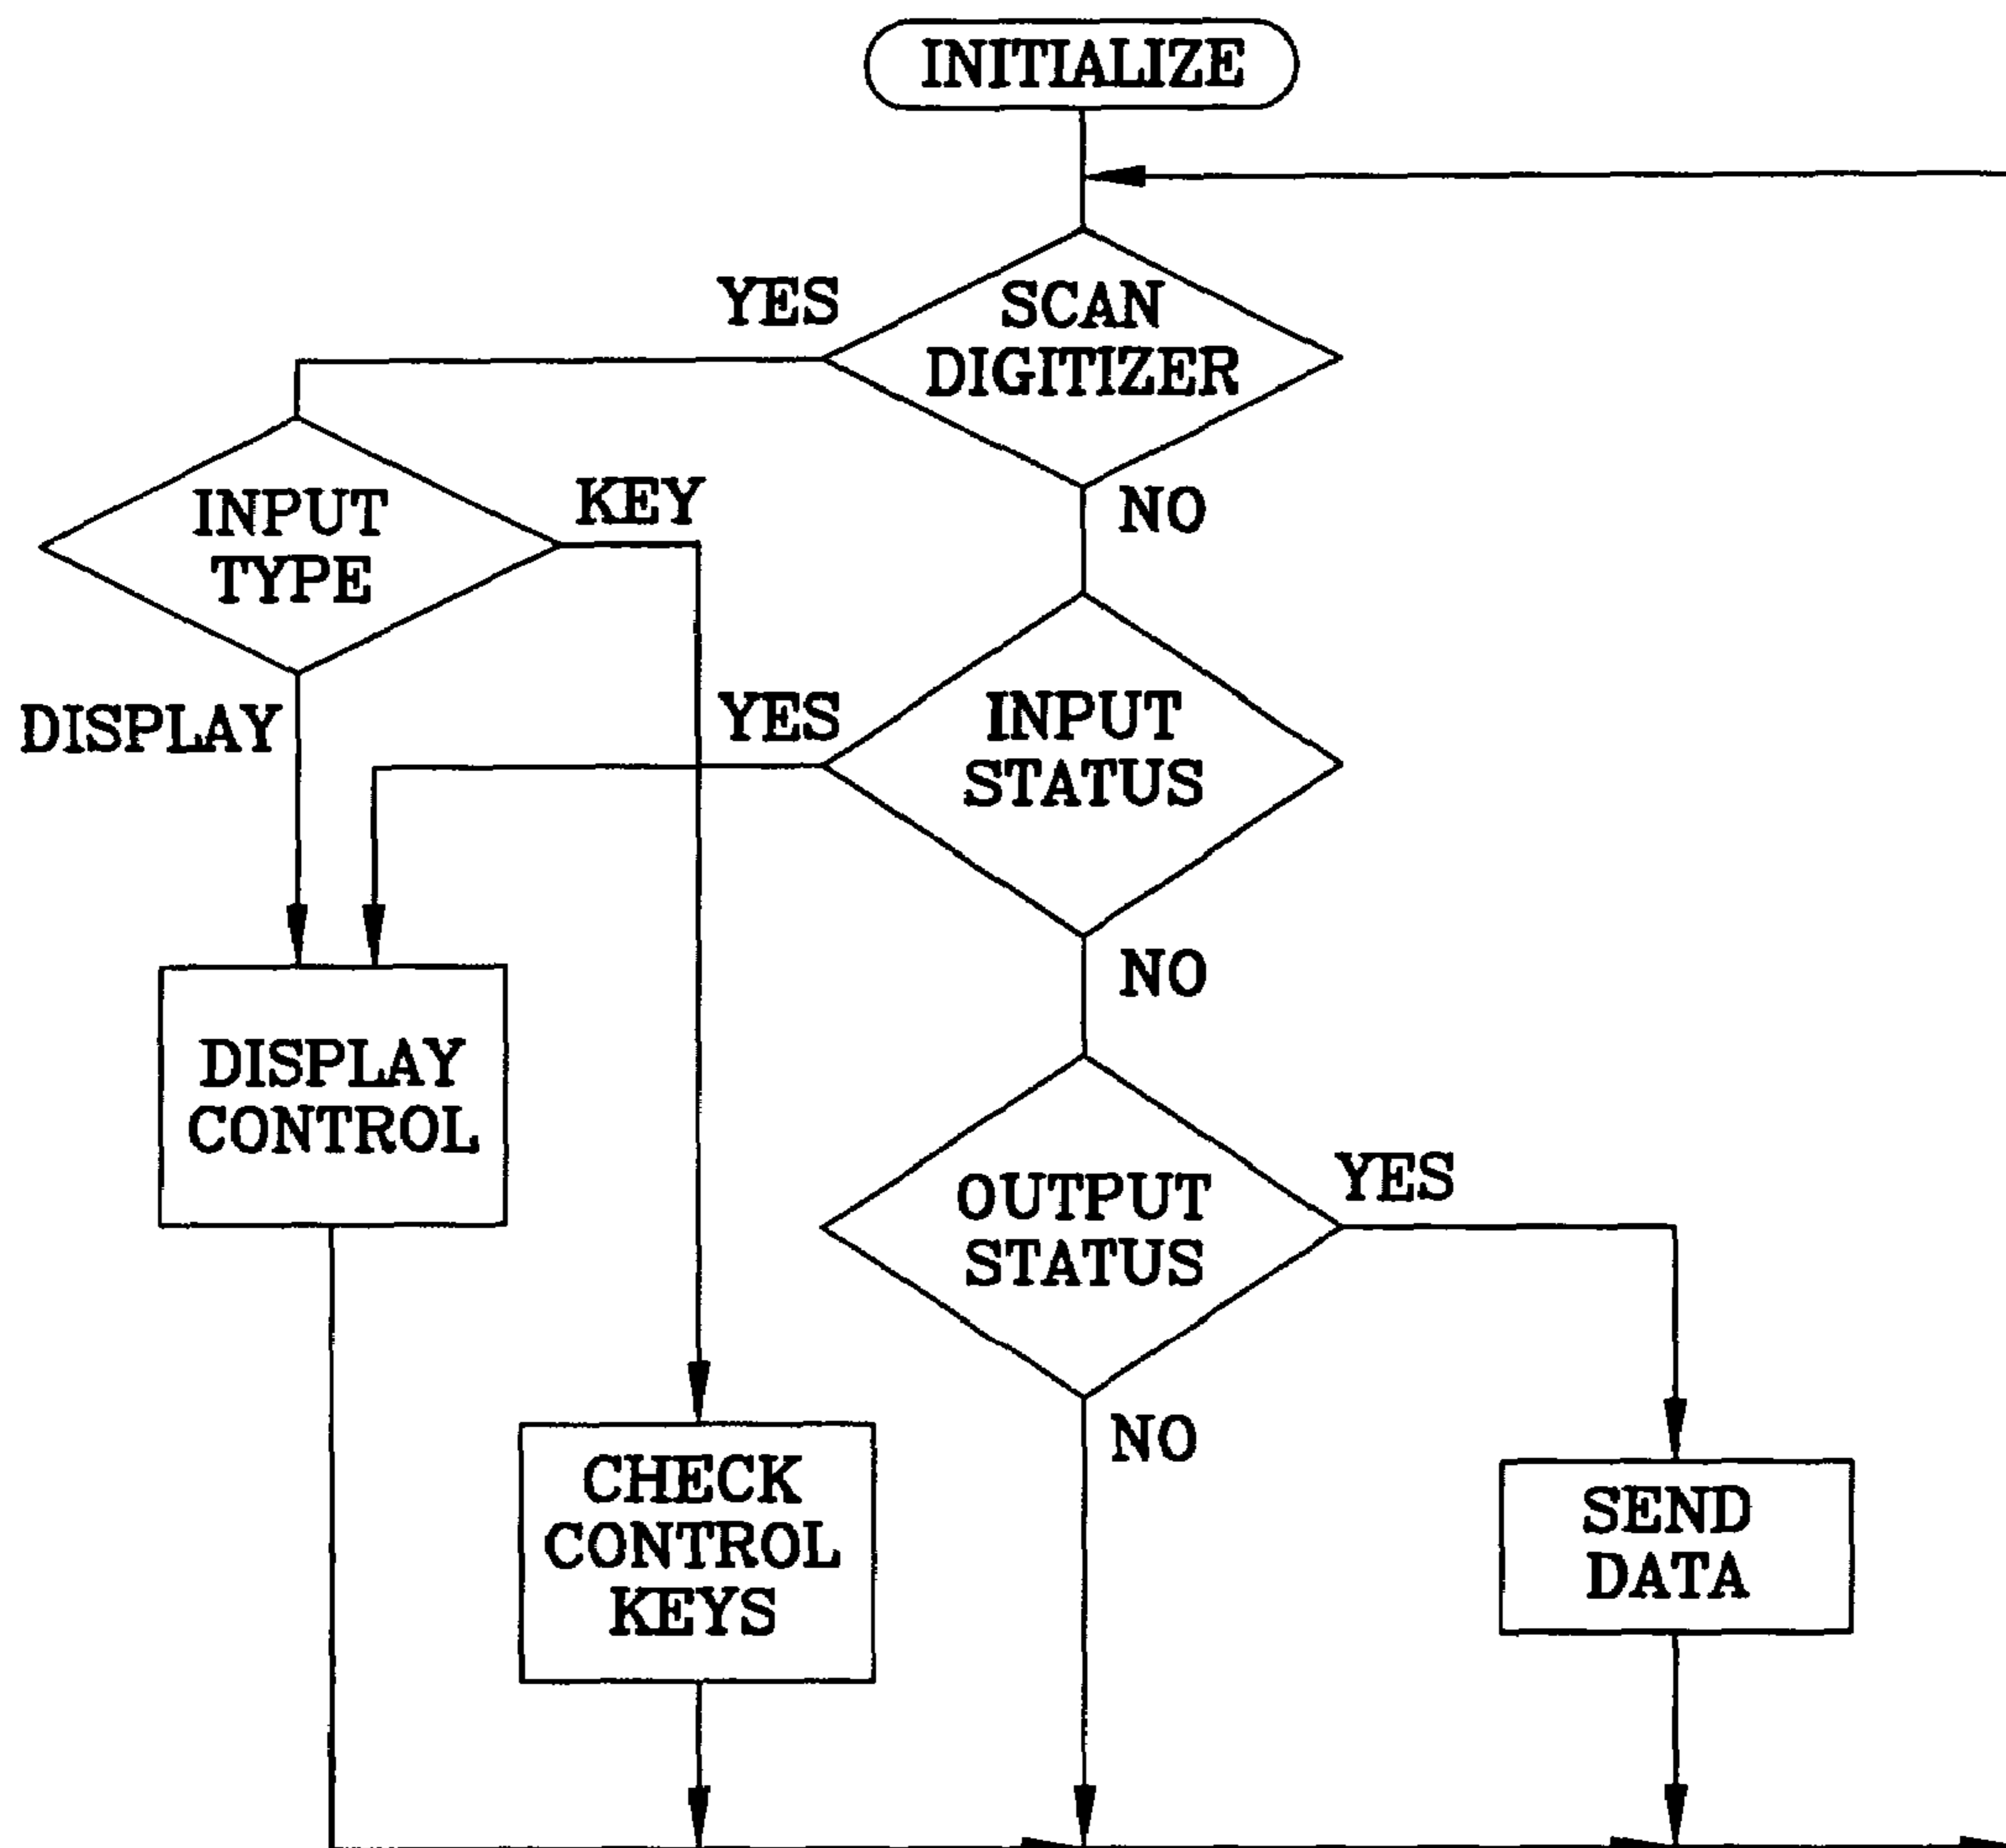 INITIALIZE
YES
SCAN
DIGITIZER
INPUT
TYPE
KEY
NO
DISPLAY
YES
INPUT
STATUS
NO
DISPLAY
CONTROL
OUTPUT
STATUS
YES
NO
CHECK
CONTROL
KEYS
SEND
DATA